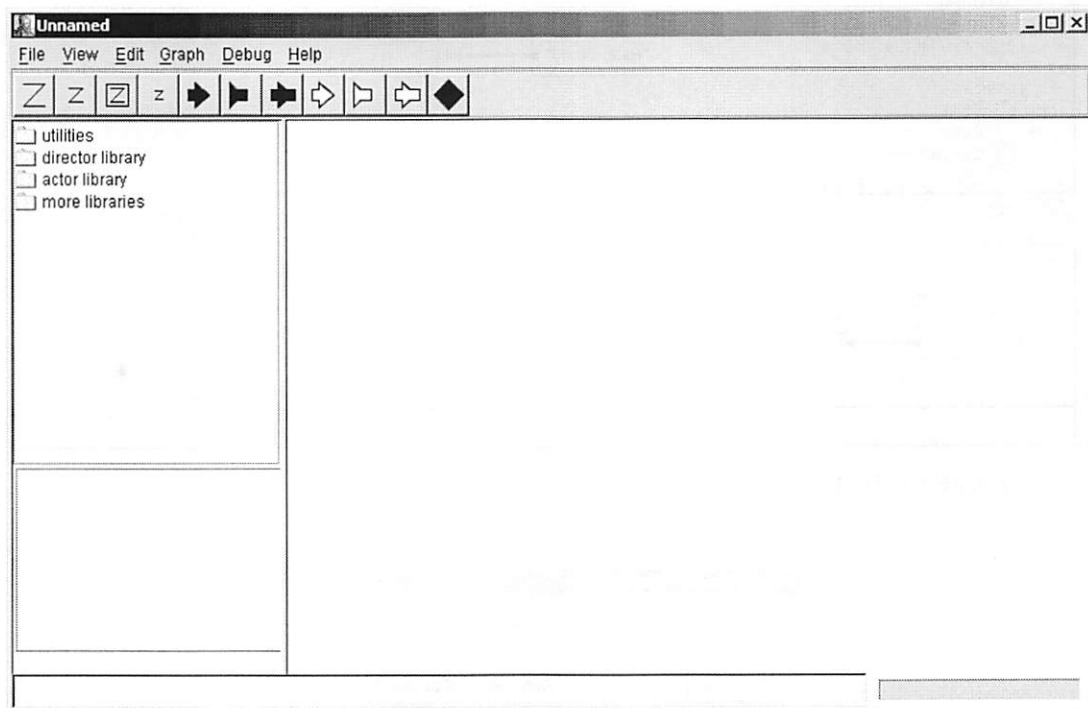 Unnamed
File View Edit Graph Debug Help
Z Z Z z
utilities
director library
actor library
more libraries